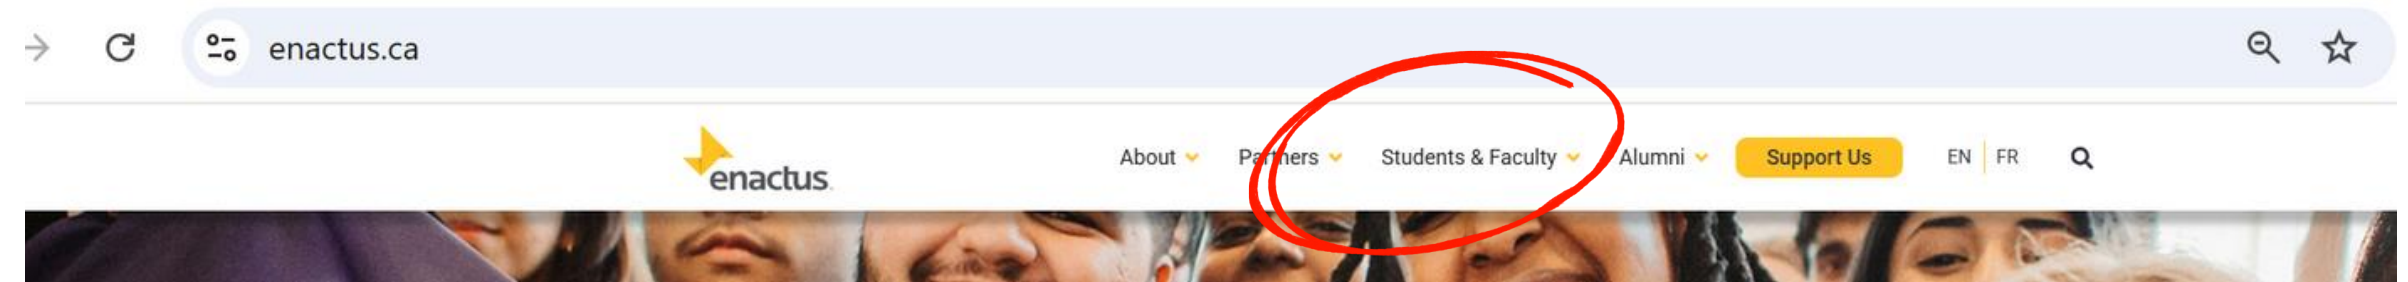 enactus.ca
enactus.
About Partners Students & Faculty Alumni Support Us EN FR